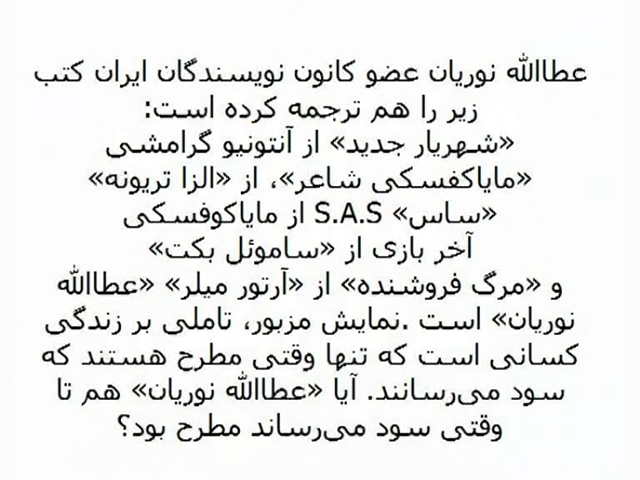 عطاالله نوریان عضو کانون نویسندگان ایران کتب
زیر را هم ترجمه کرده است:
«شهریار جدید» از آنتونیو گرامشی
«مایاکفسکی شاعر»، از «الزا تریونه»
«ساس» S.A.S از مایاکوفسکی
آخر بازی از «ساموئل بکت»
و «مرگ فروشنده» از «آرتور میلر» «عطاالله
نوریان» است .نمایش مزبور، تاملی بر زندگی
کسانی است که تنها وقتی مطرح هستند که
سود می‌رسانند. آیا «عطاالله نوریان» هم تا
وقتی سود می‌رساند مطرح بود؟